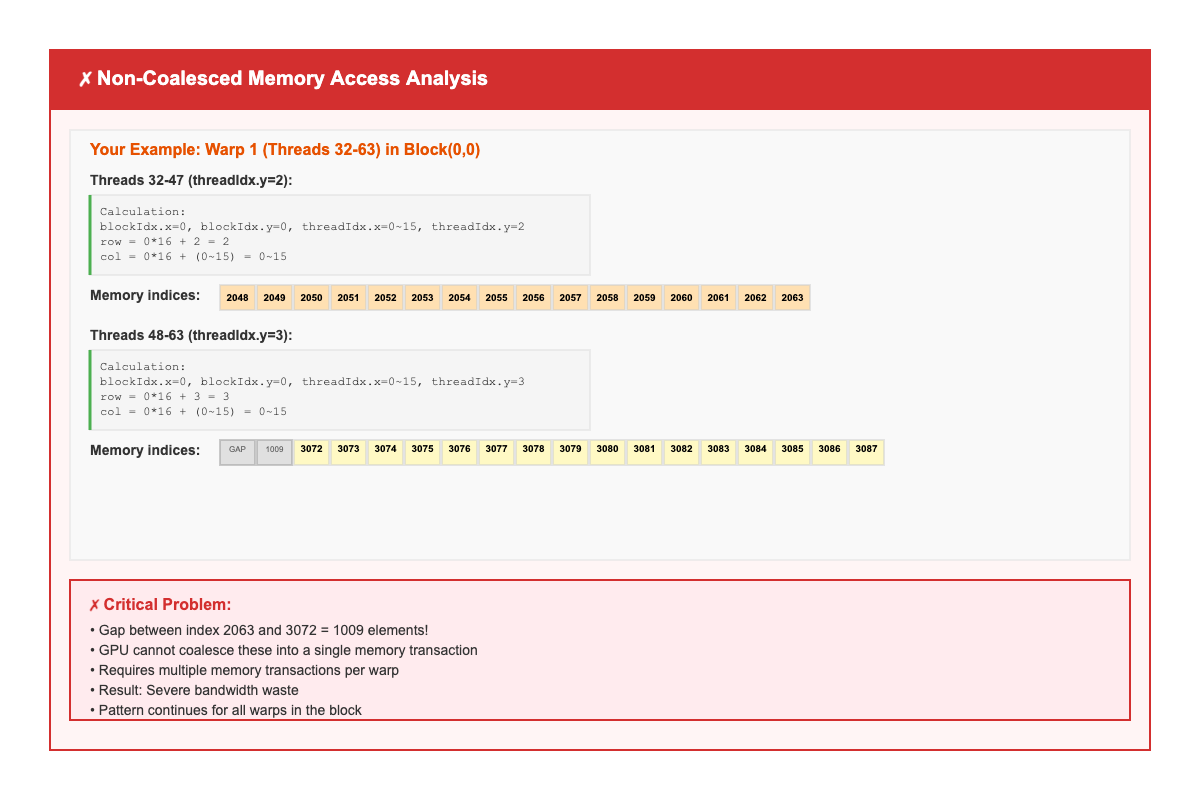 ✗ Non-Coalesced Memory Access Analysis
Your Example: Warp 1 (Threads 32-63) in Block(0,0)
Threads 32-47 (threadIdx.y=2):
Calculation:
blockIdx.x=0, blockIdx.y=0, threadIdx.x=0~15, threadIdx.y=2
row = 0*16 + 2 = 2
col = 0*16 + (0~15) = 0~15
Memory indices: 2048 2049 2050 2051 2052 2053 2054 2055 2056 2057 2058 2059 2060 2061 2062 2063
Threads 48-63 (threadIdx.y=3):
Calculation:
blockIdx.x=0, blockIdx.y=0, threadIdx.x=0~15, threadIdx.y=3
row = 0*16 + 3 = 3
col = 0*16 + (0~15) = 0~15
Memory indices: GAP 1009 3072 3073 3074 3075 3076 3077 3078 3079 3080 3081 3082 3083 3084 3085 3086 3087
✗ Critical Problem:
• Gap between index 2063 and 3072 = 1009 elements!
• GPU cannot coalesce these into a single memory transaction
• Requires multiple memory transactions per warp
• Result: Severe bandwidth waste
• Pattern continues for all warps in the block